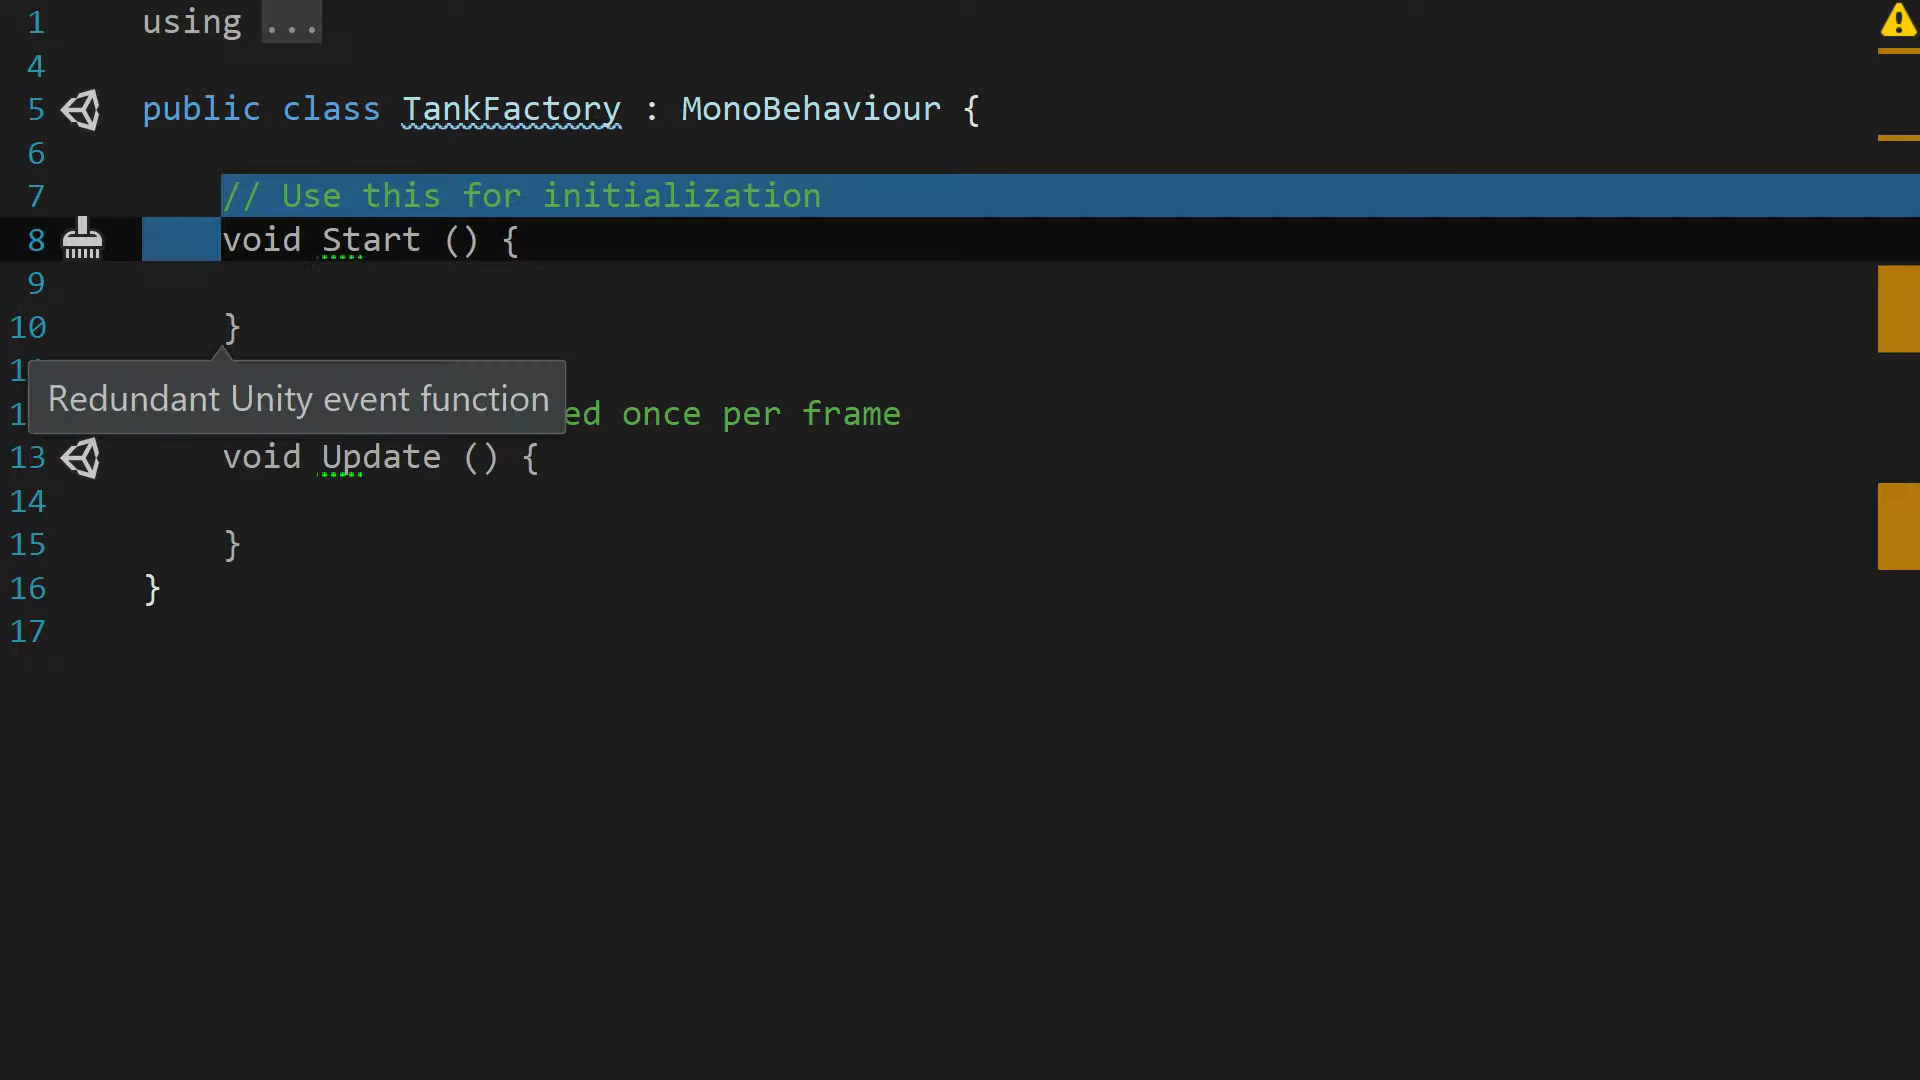 1 using ...
4
5 public class TankFactory : MonoBehaviour {
6
7 // Use this for initialization
8 void Start () {
9
10 }
Redundant Unity event function
ed once per frame
13 void Update () {
14
15 }
16 }
17